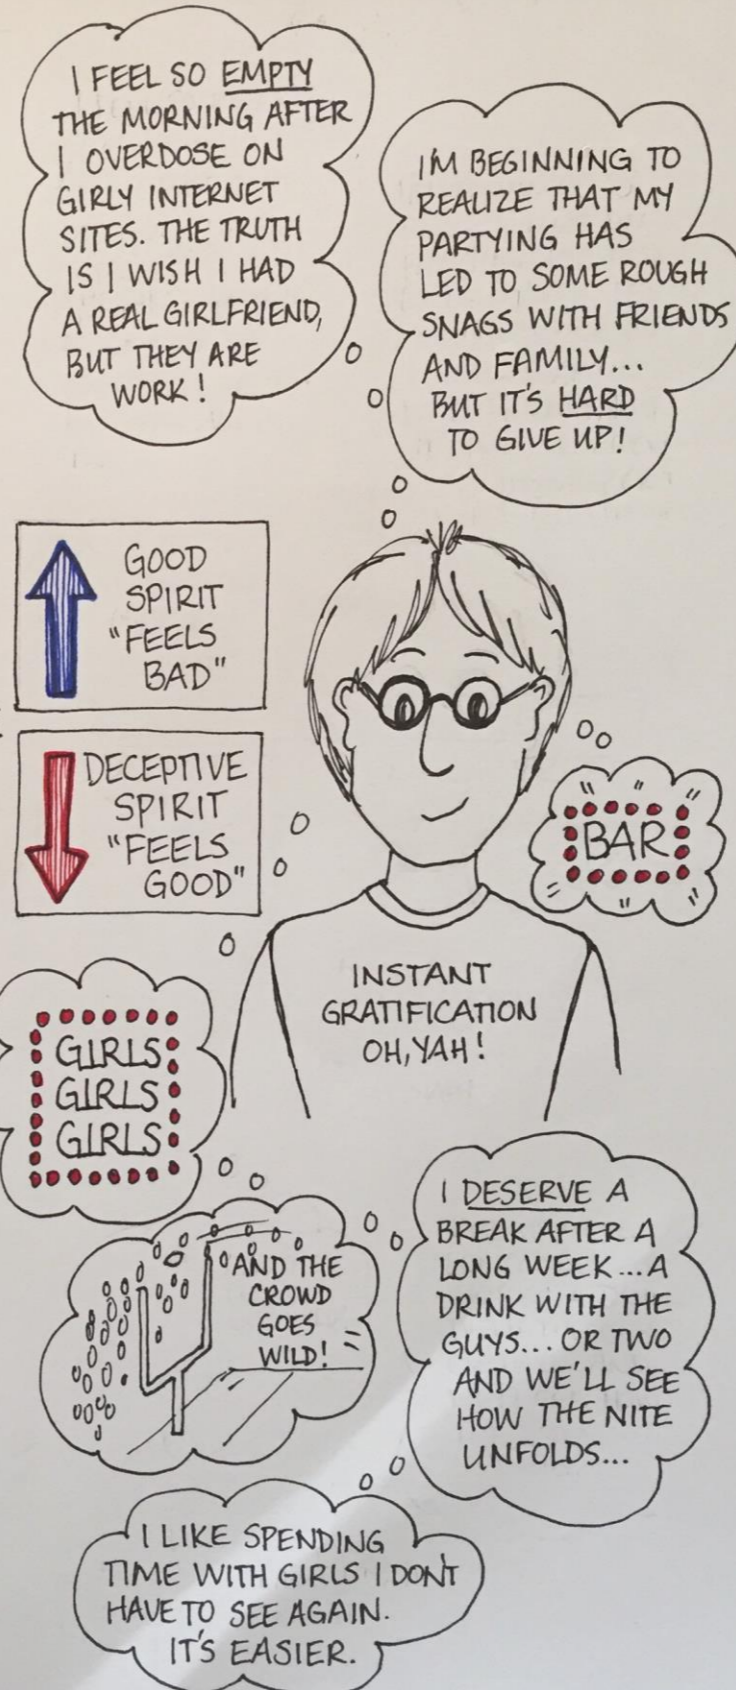 I FEEL SO EMPTY
THE MORNING AFTER
I OVERDOSE ON
GIRLY INTERNET
SITES. THE TRUTH
IS I WISH I HAD
A REAL GIRLFRIEND,
BUT THEY ARE
WORK!
I'M BEGINNING TO
REALIZE THAT MY
PARTYING HAS
LED TO SOME ROUGH
SNAGS WITH FRIENDS
AND FAMILY...
BUT IT'S HARD
TO GIVE UP!
GOOD
SPIRIT
"FEELS
BAD"
DECEPTIVE
SPIRIT
"FEELS
GOOD"
BAR
INSTANT
GRATIFICATION
OH, YAH!
GIRLS
GIRLS
GIRLS
AND THE
CROWD
GOES
WILD!
I DESERVE A
BREAK AFTER A
LONG WEEK...A
DRINK WITH THE
GUYS... OR TWO
AND WE'LL SEE
HOW THE NITE
UNFOLDS...
I LIKE SPENDING
TIME WITH GIRLS I DON'T
HAVE TO SEE AGAIN.
IT'S EASIER.